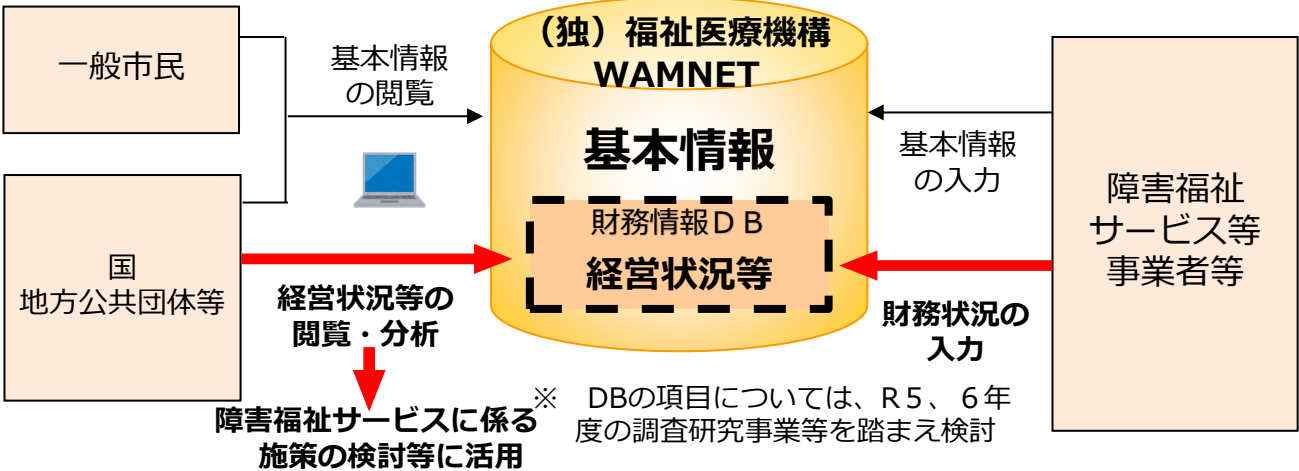 一般市民
基本情報
の閲覧
国
地方公共団体等
経営状況等の
閲覧・分析
障害福祉サービスに係る
施策の検討等に活用
（独）福祉医療機構
WAMNET
基本情報
財務情報ＤＢ
経営状況等
基本情報
の入力
財務状況の
入力
障害福祉
サービス等
事業者等
※　DBの項目については、R５、６年
度の調査研究事業等を踏まえ検討